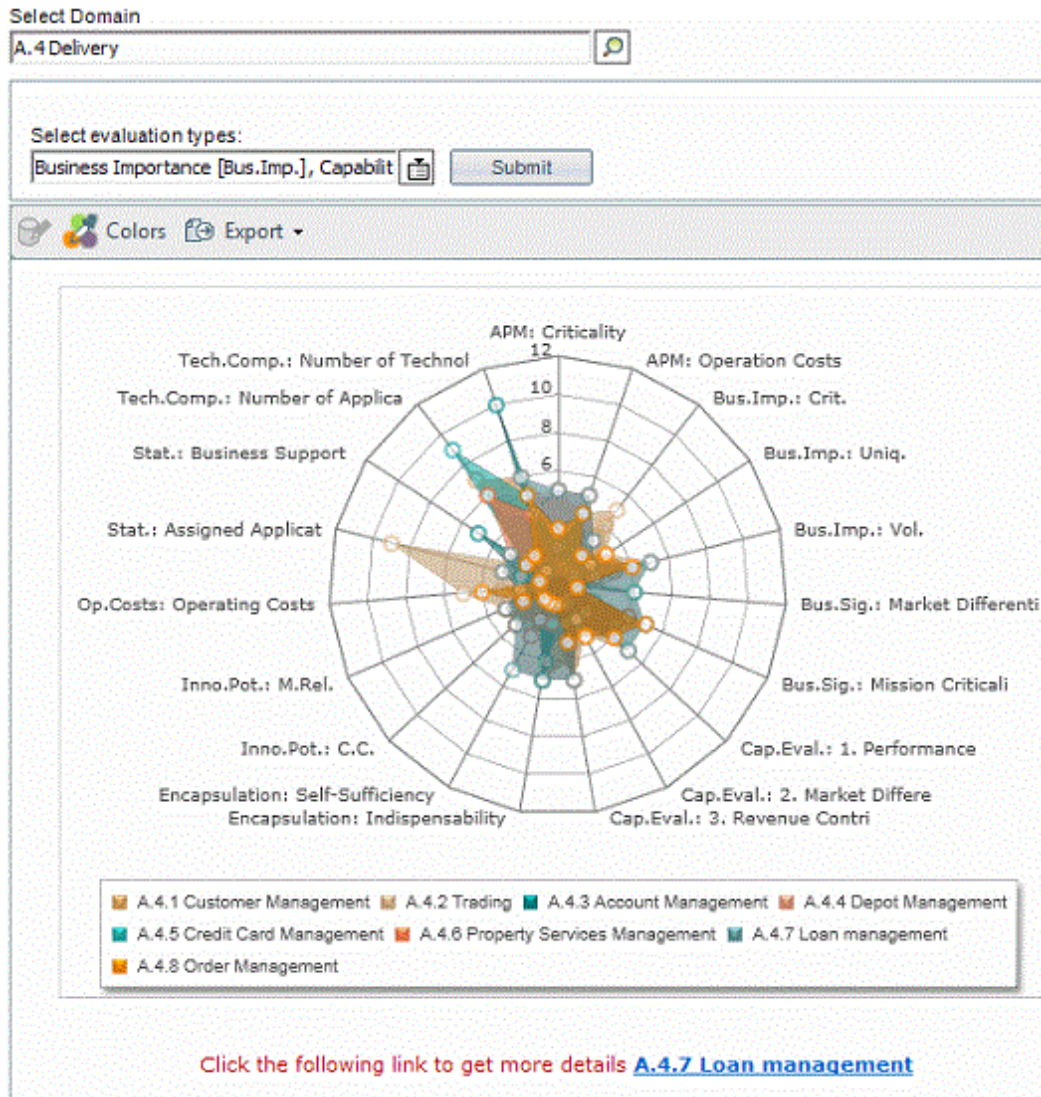 Select Domain
A.4 Delivery
Select evaluation types:
Business Importance [Bus.Imp.], Capabilit
Submit
Colors Export
APM: Criticality
12
10
8
6
Tech.Comp.: Number of Technol
APM: Operation Costs
Tech.Comp.: Number of Applica
Bus.Imp.: Crit.
Stat.: Business Support
Bus.Imp.: Uniq.
Stat.: Assigned Applicat
Bus.Imp.: Vol.
Op.Costs: Operating Costs
Bus.Sig.: Market Differenti
Inno.Pot.: M.Rel.
Bus.Sig.: Mission Criticali
Inno.Pot.: C.C.
Cap.Eval.: 1. Performance
Encapsulation: Self-Sufficiency
Cap.Eval.: 2. Market Differe
Encapsulation: Indispensability
Cap.Eval.: 3. Revenue Contri
A.4.1 Customer Management A.4.2 Trading A.4.3 Account Management A.4.4 Depot Management
A.4.5 Credit Card Management A.4.6 Property Services Management A.4.7 Loan management
A.4.8 Order Management
Click the following link to get more details A.4.7 Loan management